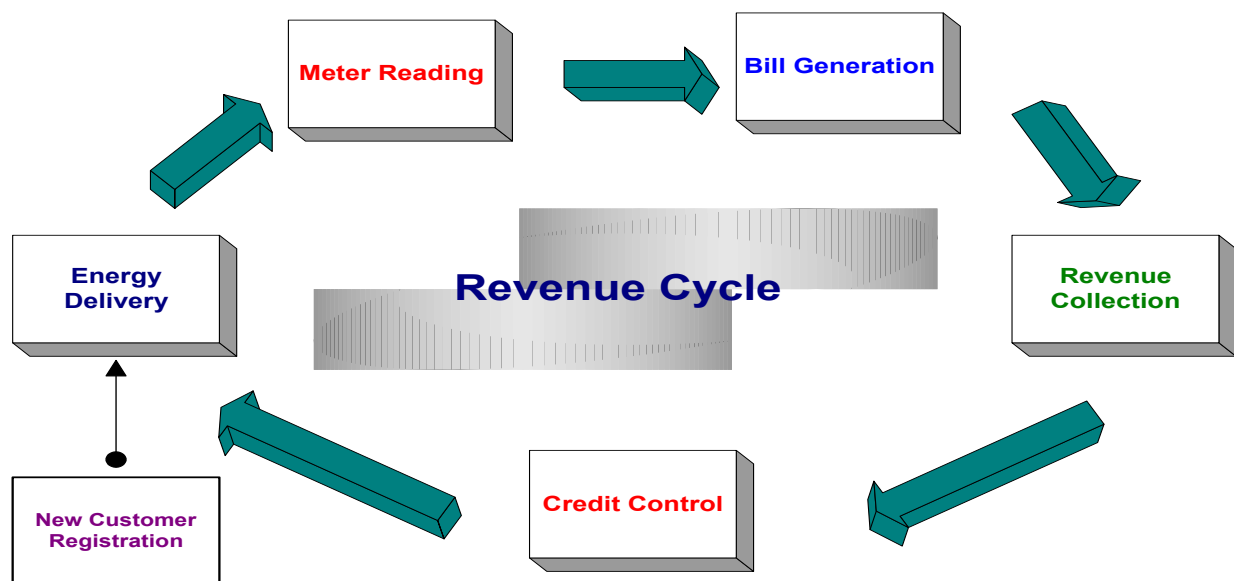 Meter Reading
Bill Generation
Energy
Delivery
Revenue Cycle
Revenue
Collection
Credit Control
New Customer
Registration